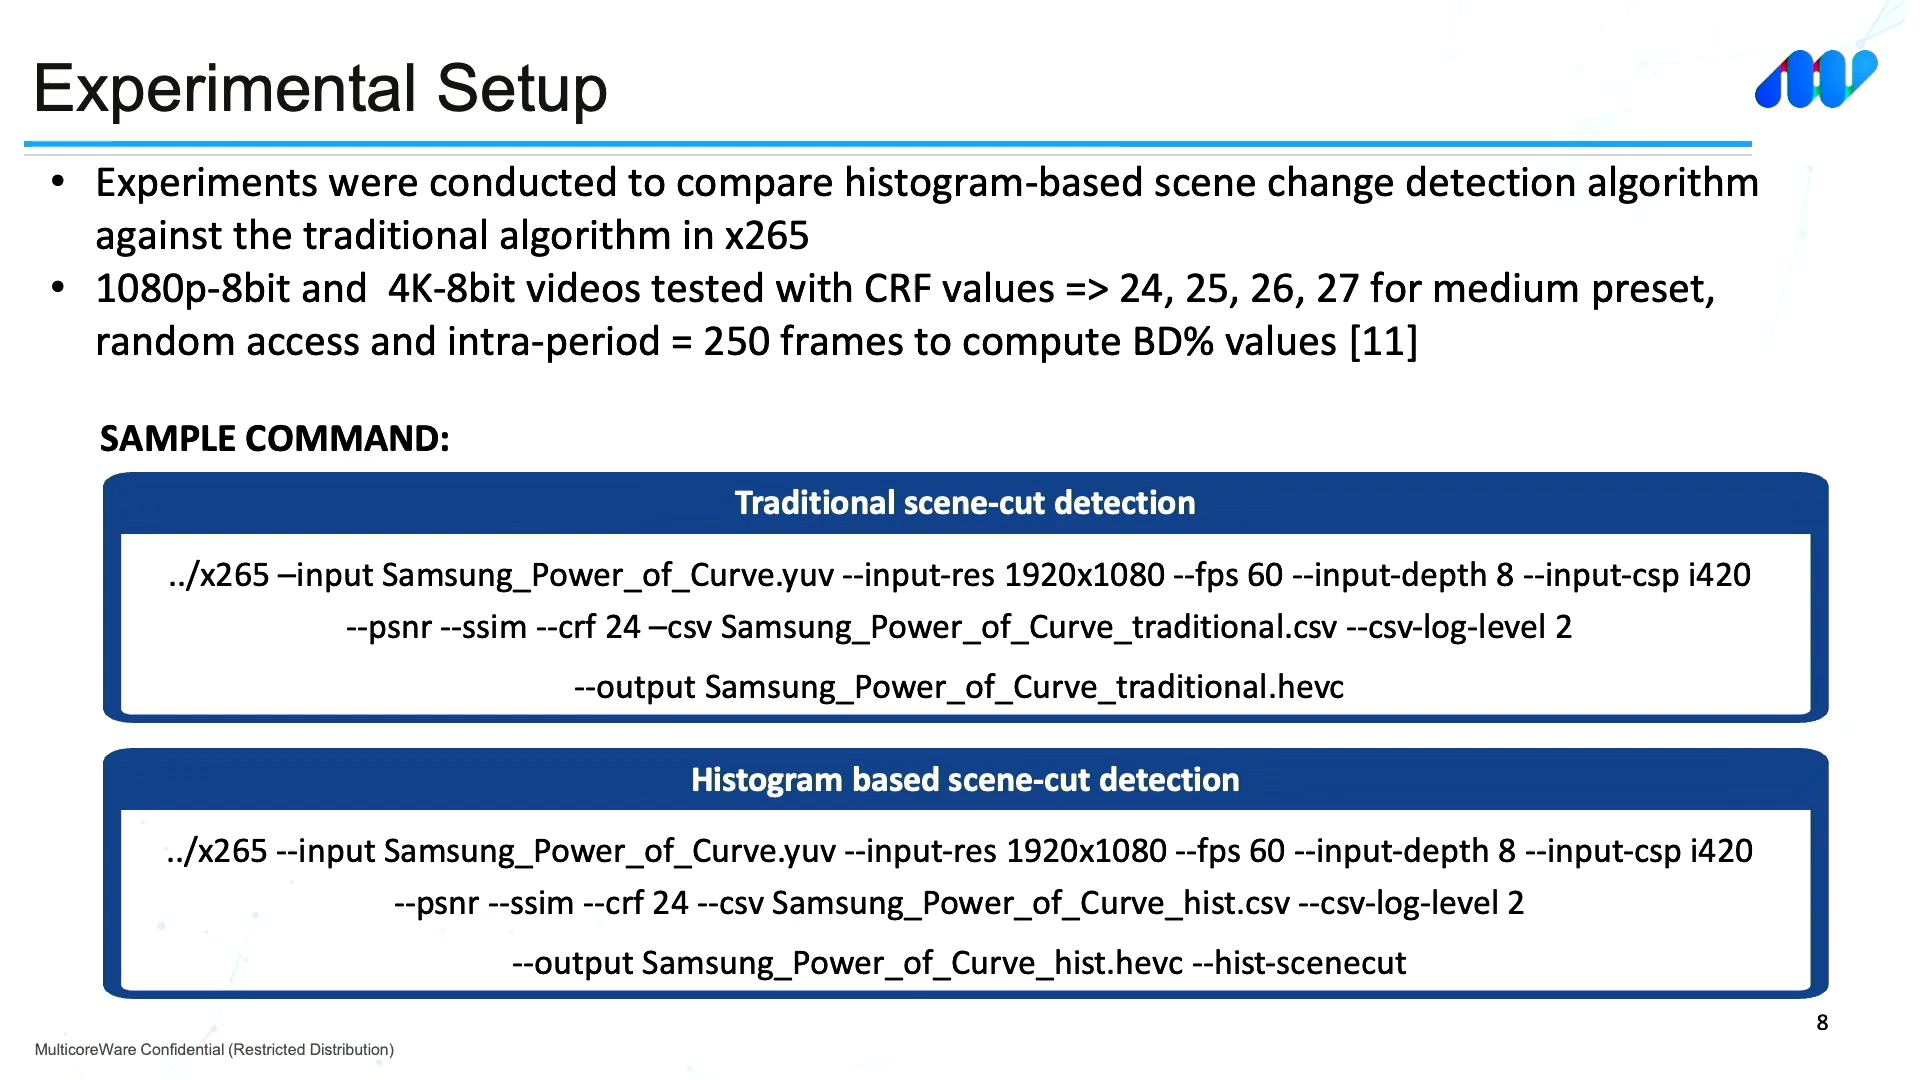 Experimental Setup
• Experiments were conducted to compare histogram-based scene change detection algorithm
against the traditional algorithm in x265
• 1080p-8bit and  4K-8bit videos tested with CRF values => 24, 25, 26, 27 for medium preset,
random access and intra-period = 250 frames to compute BD% values [11]
SAMPLE COMMAND:
Traditional scene-cut detection
../x265 –input Samsung_Power_of_Curve.yuv --input-res 1920x1080 --fps 60 --input-depth 8 --input-csp i420
--psnr --ssim --crf 24 –csv Samsung_Power_of_Curve_traditional.csv --csv-log-level 2
--output Samsung_Power_of_Curve_traditional.hevc
Histogram based scene-cut detection
../x265 --input Samsung_Power_of_Curve.yuv --input-res 1920x1080 --fps 60 --input-depth 8 --input-csp i420
--psnr --ssim --crf 24 --csv Samsung_Power_of_Curve_hist.csv --csv-log-level 2
--output Samsung_Power_of_Curve_hist.hevc --hist-scenecut
8
MulticoreWare Confidential (Restricted Distribution)